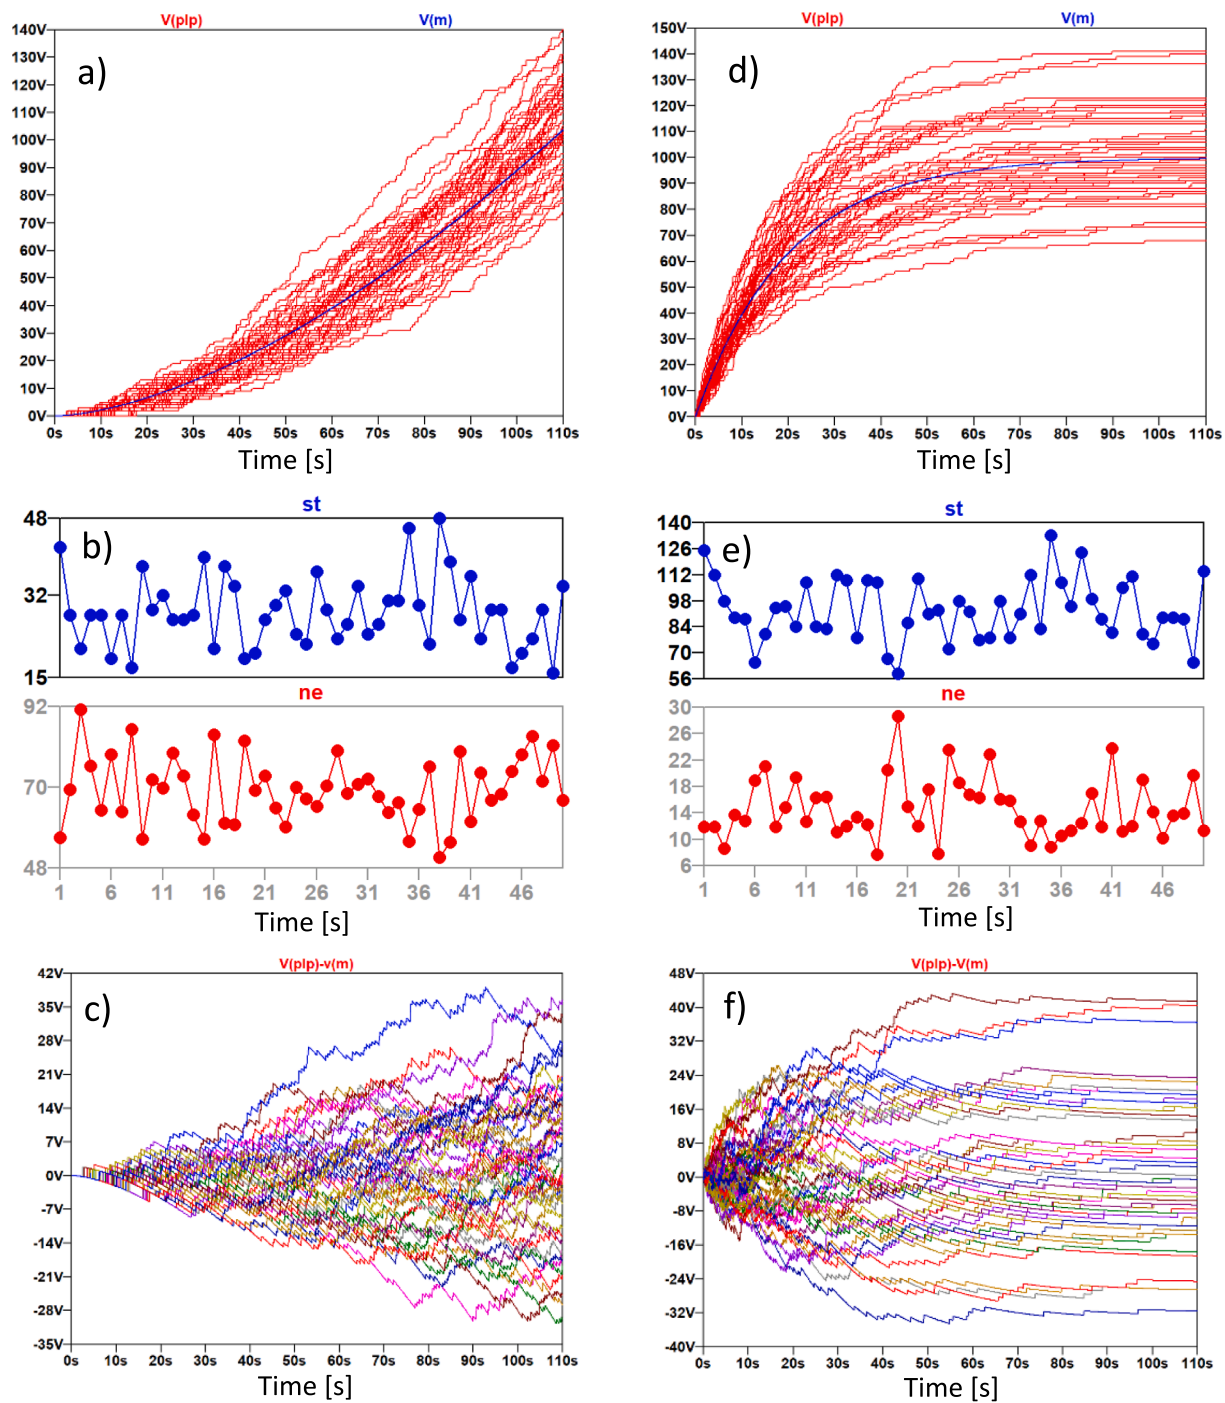 V(plp) V(m)
a)
140V
130V
120V
110V
100V
90V
80V
70V
60V
50V
40V
30V
20V
10V
0V
0s 10s 20s 30s 40s 50s 60s 70s 80s 90s 100s 110s
Time [s]
V(plp) V(m)
d)
150V
140V
130V
120V
110V
100V
90V
80V
70V
60V
50V
40V
30V
20V
10V
0V
0s 10s 20s 30s 40s 50s 60s 70s 80s 90s 100s 110s
Time [s]
st
b)
48
32
15
ne
92
70
48
1 6 11 16 21 26 31 36 41 46
Time [s]
st
e)
140
126
112
98
84
70
56
ne
30
26
22
18
14
10
6
1 6 11 16 21 26 31 36 41 46
Time [s]
V(plp)-v(m)
c)
42V
35V
28V
21V
14V
7V
0V
-7V
-14V
-21V
-28V
-35V
0s 10s 20s 30s 40s 50s 60s 70s 80s 90s 100s 110s
Time [s]
V(plp)-V(m)
f)
48V
40V
32V
24V
16V
8V
0V
-8V
-16V
-24V
-32V
-40V
0s 10s 20s 30s 40s 50s 60s 70s 80s 90s 100s 110s
Time [s]